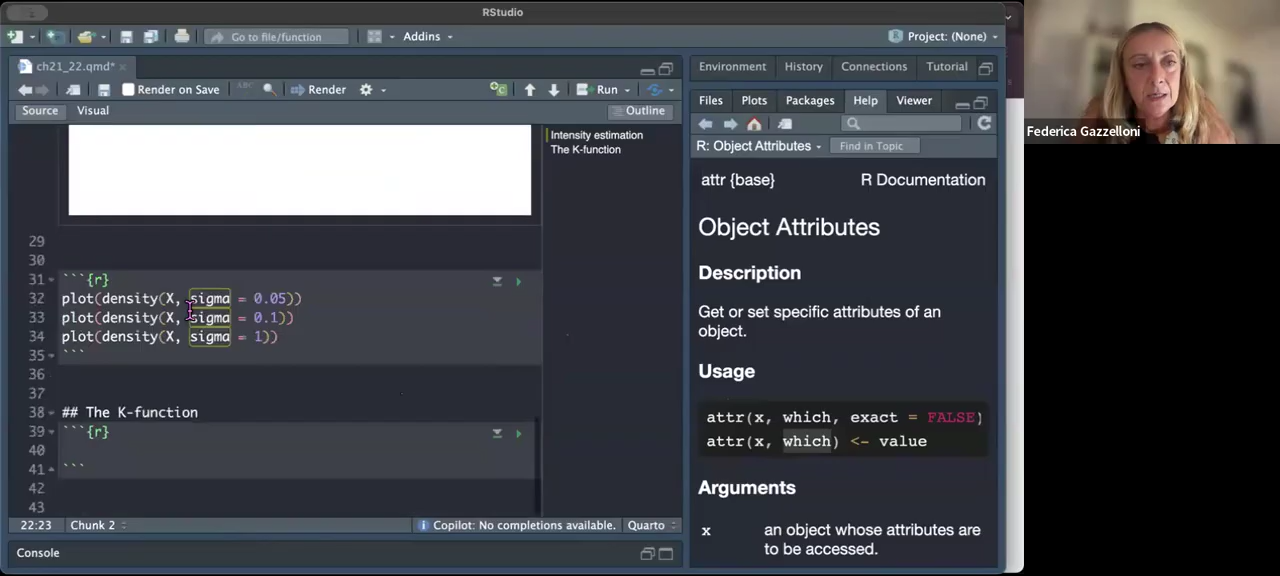 RStudio
Go to file/function
Addins
Project: (None)
ch21_22.qmd*
Render on Save
ABC
Render
Run
Source
Visual
Outline
Intensity estimation
The K-function
29
30
31
```{r}
32
plot(density(X, sigma = 0.05))
33
plot(density(X, sigma = 0.1))
34
plot(density(X, sigma = 1))
35
```
36
37
38
## The K-function
39
```{r}
40
41
```
42
43
22:23
Chunk 2
Copilot: No completions available.
Quarto
Console
Environment
History
Connections
Tutorial
Files
Plots
Packages
Help
Viewer
R: Object Attributes
Find in Topic
attr {base}
R Documentation
Object Attributes
Description
Get or set specific attributes of an
object.
Usage
attr(x, which, exact = FALSE)
attr(x, which) <- value
Arguments
x
an object whose attributes are
to be accessed.
Federica Gazzelloni